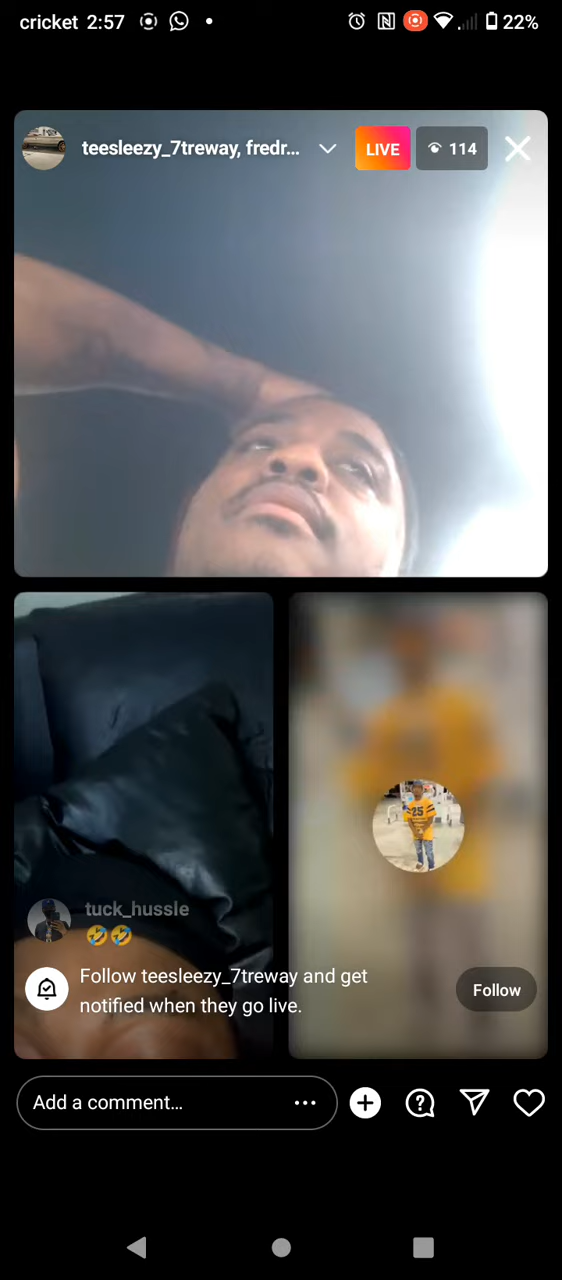 cricket 2:57 22%
teesleezy_7treway, fredr... LIVE 114
25
tuck_hussle
🤣🤣
Follow teesleezy_7treway and get
notified when they go live.
Follow
Add a comment...